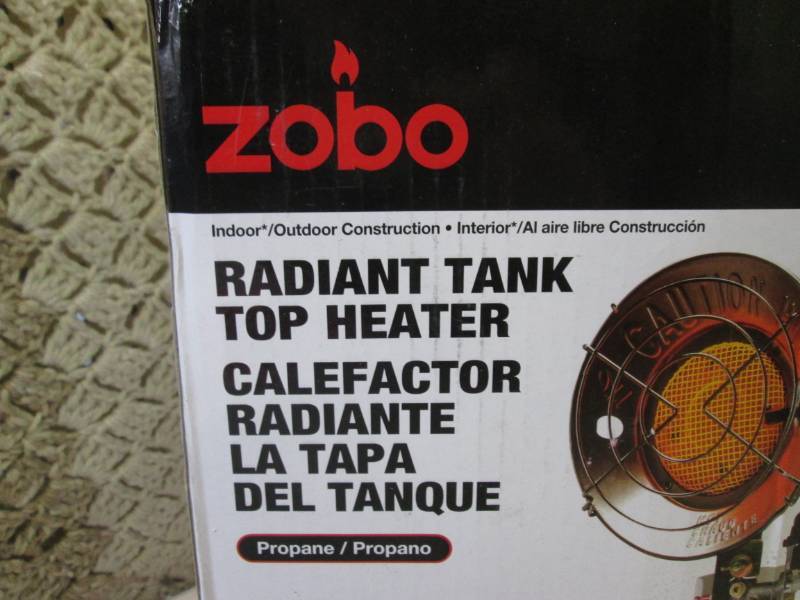 zobo
Indoor*/Outdoor Construction • Interior*/Al aire libre Construcción
RADIANT TANK
TOP HEATER
CALEFACTOR
RADIANTE
LA TAPA
DEL TANQUE
Propane / Propano
CAUTION